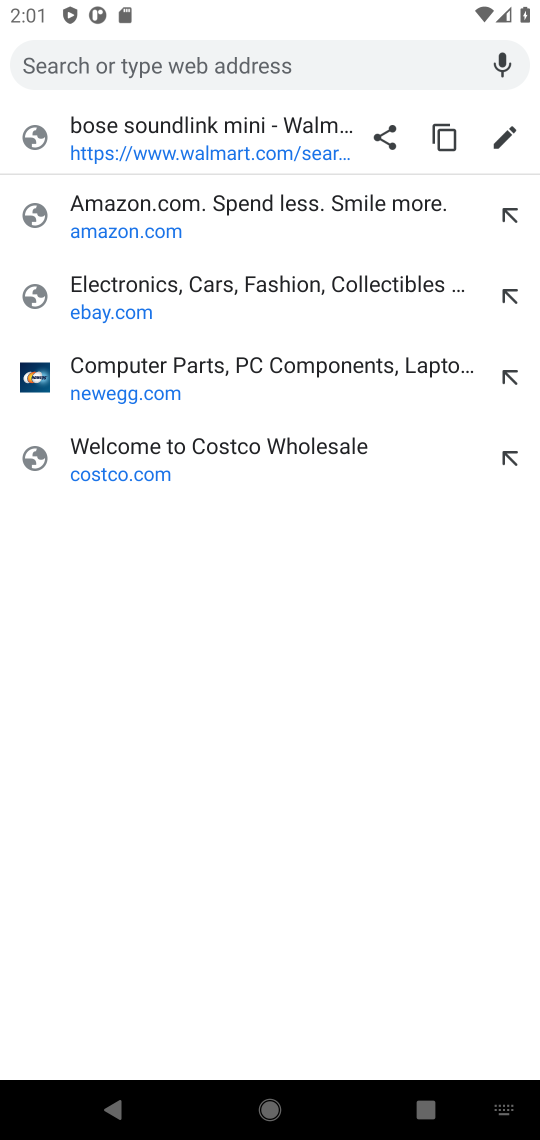 2:01
Search or type web address
bose soundlink mini - Walm...
https://www.walmart.com/sear...
Amazon.com. Spend less. Smile more.
amazon.com
Electronics, Cars, Fashion, Collectibles ...
ebay.com
Computer Parts, PC Components, Lapto...
newegg.com
Welcome to Costco Wholesale
costco.com